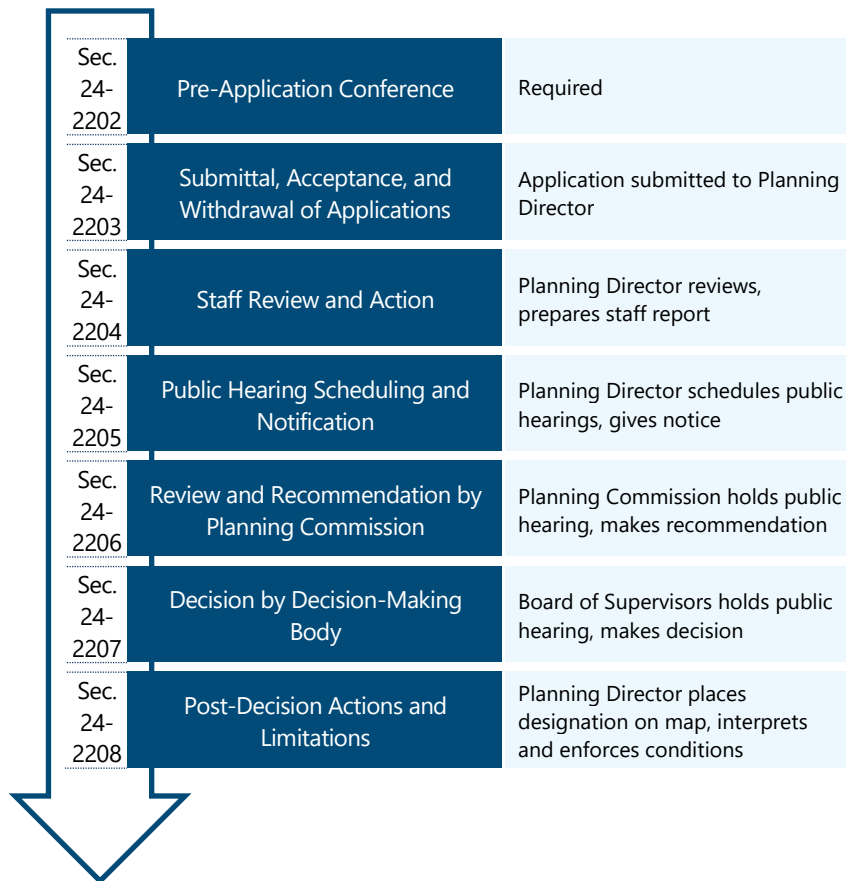 Sec.
24-
2202
Pre-Application Conference
Required
Sec.
24-
2203
Submittal, Acceptance, and
Withdrawal of Applications
Application submitted to Planning
Director
Sec.
24-
2204
Staff Review and Action
Planning Director reviews,
prepares staff report
Sec.
24-
2205
Public Hearing Scheduling and
Notification
Planning Director schedules public
hearings, gives notice
Sec.
24-
2206
Review and Recommendation by
Planning Commission
Planning Commission holds public
hearing, makes recommendation
Sec.
24-
2207
Decision by Decision-Making
Body
Board of Supervisors holds public
hearing, makes decision
Sec.
24-
2208
Post-Decision Actions and
Limitations
Planning Director places
designation on map, interprets
and enforces conditions